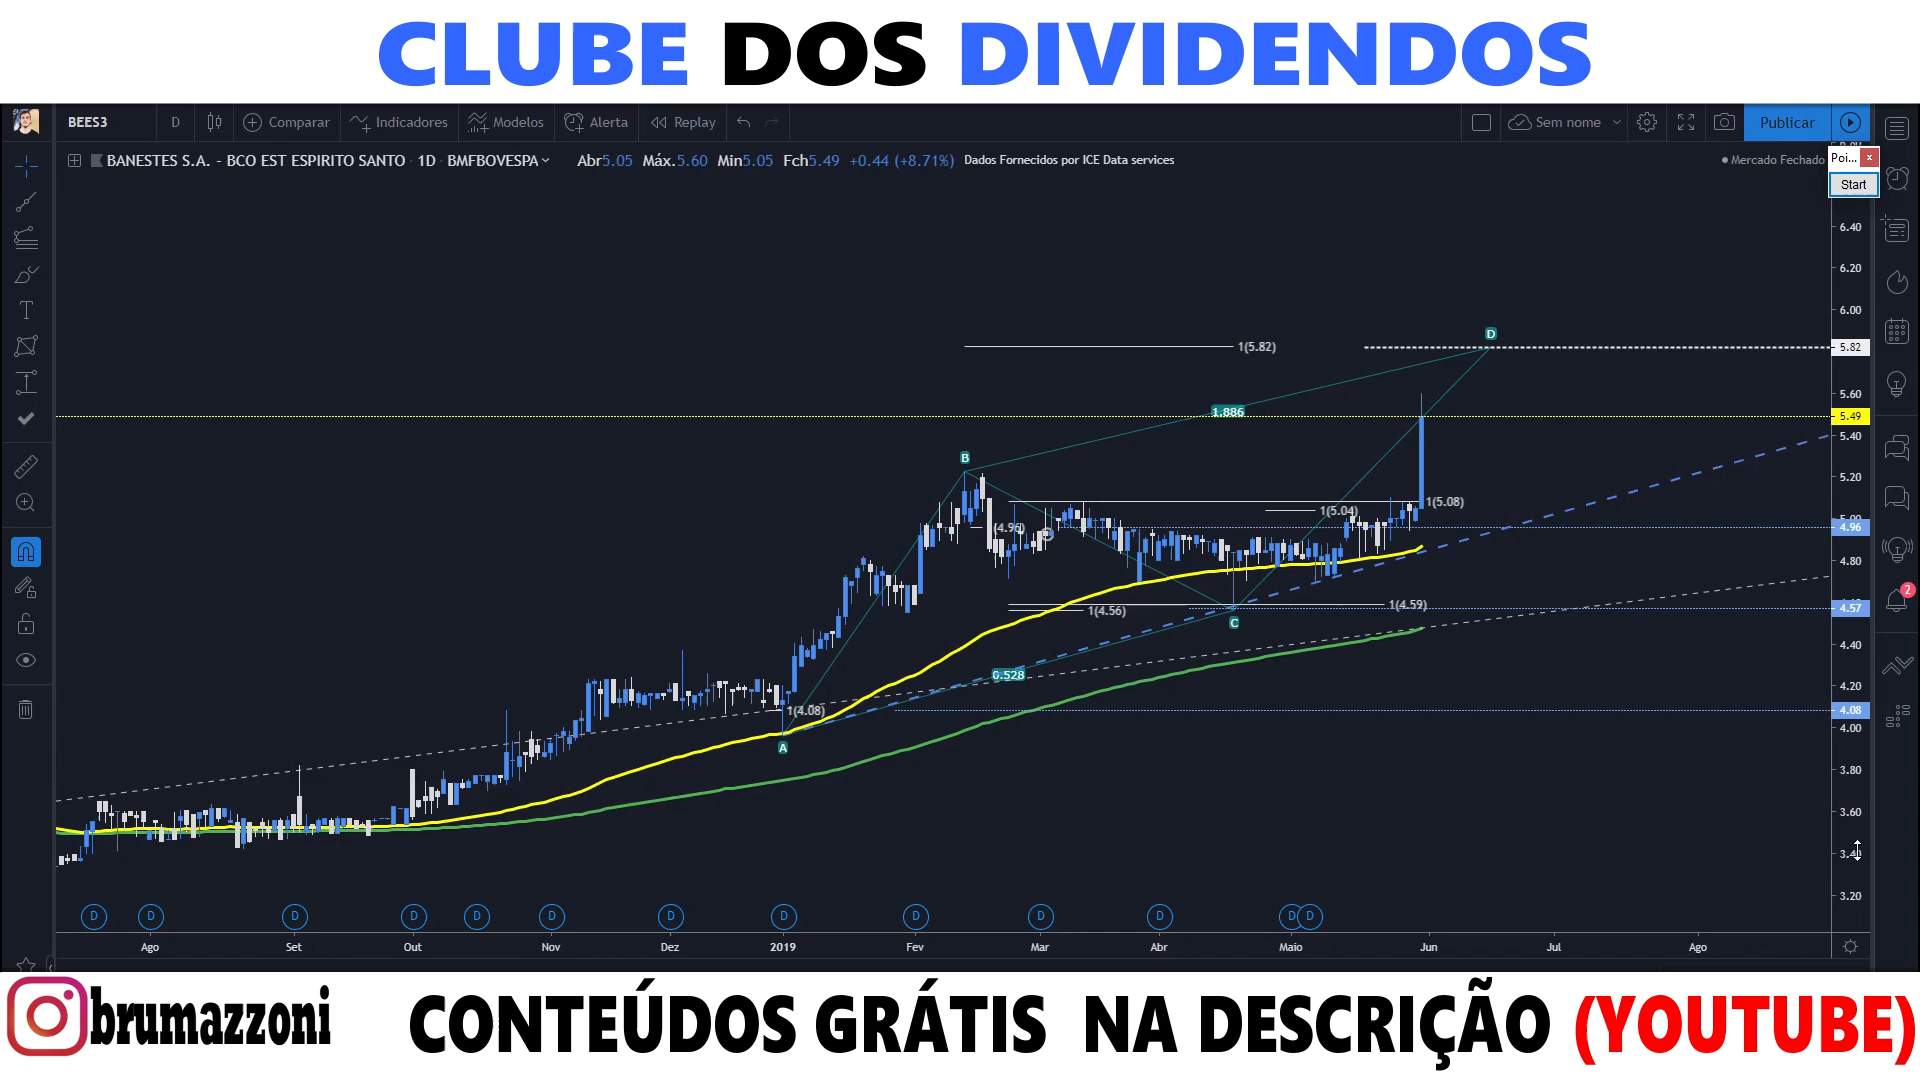 CLUBE DOS DIVIDENDOS
BEES3 D Comparar Indicadores Modelos Alerta Replay Sem nome Publicar
BANESTES S.A. - BCO EST ESPIRITO SANTO · 1D · BMFBOVESPA Abr5.05 Máx.5.60 Min5.05 Fch5.49 +0.44 (+8.71%) Dados Fornecidos por ICE Data services
Mercado Fechado
Poi... x
Start
6.40
6.20
6.00
D
1(5.82)
5.82
5.60
1.886
5.49
5.40
B
5.20
1(5.08)
1(5.04)
(4.96)
4.96
4.80
1(4.59)
1(4.56)
4.57
C
4.40
0.528
4.20
1(4.08)
4.08
4.00
A
3.80
3.60
3.40
3.20
2
D D D D D D D D D D D D D
Ago Set Out Nov Dez 2019 Fev Mar Abr Maio Jun Jul Ago
brumazzoni
CONTEÚDOS GRÁTIS NA DESCRIÇÃO (YOUTUBE)